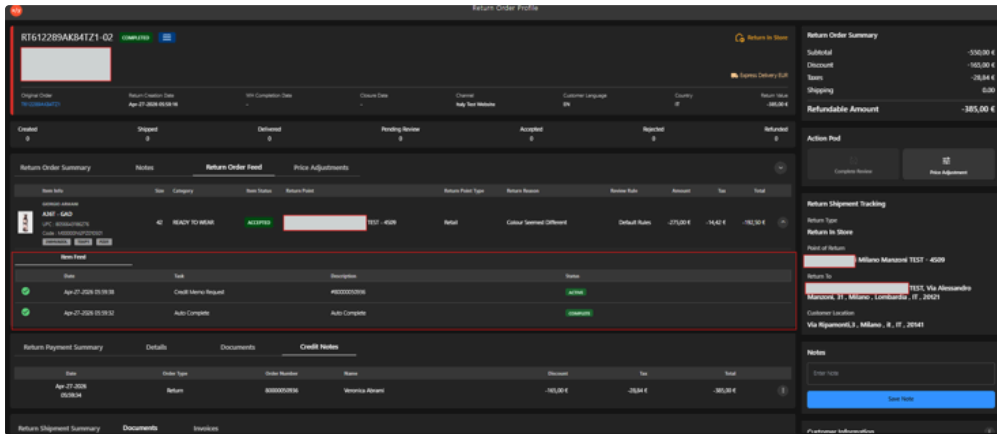 Return Order Profile
RT612289AK84TZ1-02 COMPLETED
Return In Store
Express Delivery EUR
Original Order Return Creation Date WH Completion Date Closure Date Channel Customer Language Country Return Value
Apr-27-2026 05:59:16 - - Italy Test Website EN IT -385,00 €
Created Shipped Delivered Pending Review Accepted Rejected Refunded
0 0 0 0 0 0 0
Return Order Summary Notes Return Order Feed Price Adjustments
Item Info Size Category Item Status Return Point Return Point Type Return Reason Review Rule Amount Tax Total
GIORGIO ARMANI
42 READY TO WEAR ACCEPTED TEST - 4509 Retail Colour Seemed Different Default Rules -275,00 € -14,42 € -192,50 €
Item Feed
Date Task Description Status
Apr-27-2026 05:59:38 Credit Memo Request #80000050936 ACTIVE
Apr-27-2026 05:59:32 Auto Complete Auto Complete COMPLETE
Return Payment Summary Details Documents Credit Notes
Date Order Type Order Number Name Discount Tax Total
Apr-27-2026
05:59:34
Return 80000050936 Veronica Abrami -165,00 € -28,84 € -385,00 €
Return Shipment Summary Documents Invoices
Return Order Summary
Subtotal -550,00 €
Discount -165,00 €
Taxes -28,84 €
Shipping 0.00
Refundable Amount -385,00 €
Action Pod
Complete Review Price Adjustment
Return Shipment Tracking
Return Type
Return In Store
Point of Return
Milano Manzoni TEST - 4509
Return To
TEST, Via Alessandro
Manzoni, 31 , Milano , Lombardia , IT , 20121
Customer Location
Via Ripamonti,3 , Milano , IT , 20141
Notes
Enter Note
Save Note
Customer Information